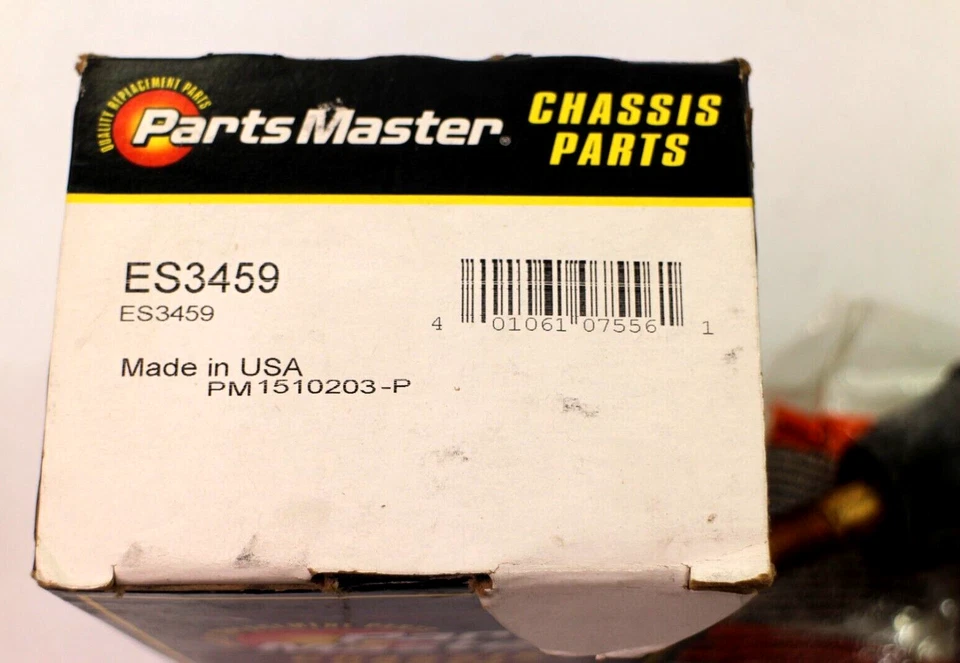 QUALITY REPLACEMENT PARTS
PartsMaster®
CHASSIS
PARTS
ES3459
ES3459
4 01061 07556 1
Made in USA
PM1510203-P